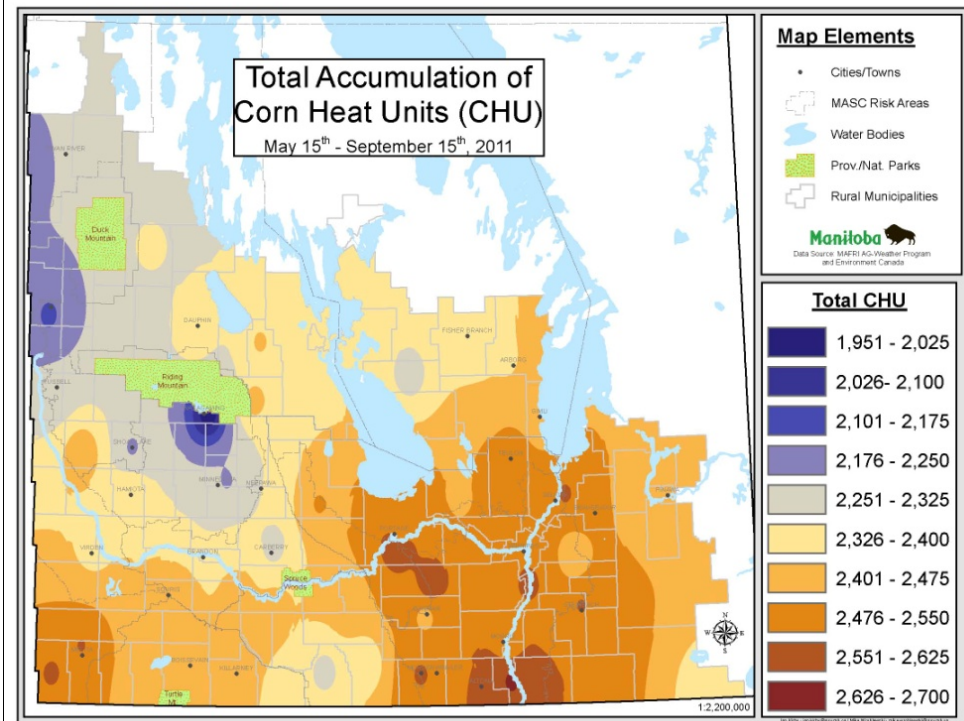 Total Accumulation of
Corn Heat Units (CHU)
May 15th - September 15th, 2011
Duck
Mountain
DAUPHIN
FISHER BRANCH
ARBORG
Riding
Mountain
HAMIOTA
VIRDEN
BRANDON
CARBERRY
Spruce
Woods
KILLARNEY
Turtle
Mt.
N
W
E
S
1:2,200,000
Map Elements
Cities/Towns
MASC Risk Areas
Water Bodies
Prov./Nat. Parks
Rural Municipalities
Manitoba
Data Source: MAFRI AG-Weather Program
and Environment Canada
Total CHU
1,951 - 2,025
2,026- 2,100
2,101 - 2,175
2,176 - 2,250
2,251 - 2,325
2,326 - 2,400
2,401 - 2,475
2,476 - 2,550
2,551 - 2,625
2,626 - 2,700